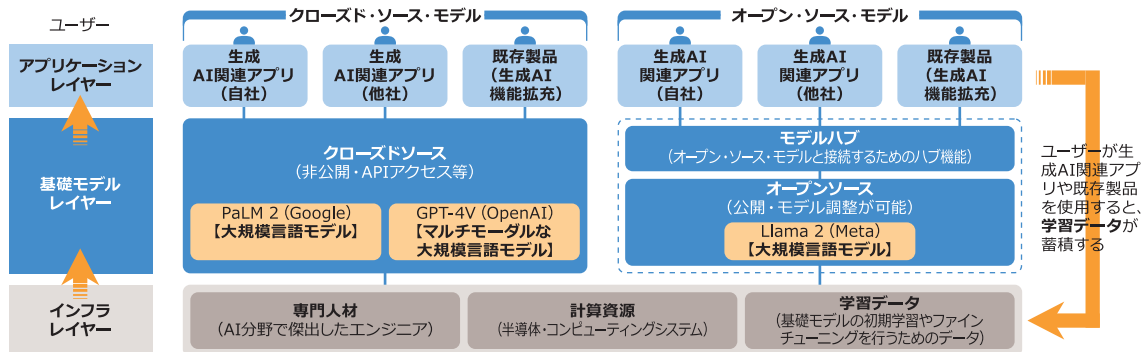 ユーザー
クローズド・ソース・モデル
オープン・ソース・モデル
アプリケーション
レイヤー
生成
AI関連アプリ
（自社）
生成
AI関連アプリ
（他社）
既存製品
（生成AI
機能拡充）
生成AI
関連アプリ
（自社）
生成AI
関連アプリ
（他社）
既存製品
（生成AI
機能拡充）
基礎モデル
レイヤー
クローズドソース
（非公開・APIアクセス等）
PaLM 2（Google）
【大規模言語モデル】
GPT-4V（OpenAI）
【マルチモーダルな
大規模言語モデル】
モデルハブ
（オープン・ソース・モデルと接続するためのハブ機能）
オープンソース
（公開・モデル調整が可能）
Llama 2（Meta）
【大規模言語モデル】
ユーザーが生
成AI関連アプ
リや既存製品
を使用すると、
学習データが
蓄積する
インフラ
レイヤー
専門人材
（AI分野で傑出したエンジニア）
計算資源
（半導体・コンピューティングシステム）
学習データ
（基礎モデルの初期学習やファイン
チューニングを行うためのデータ）